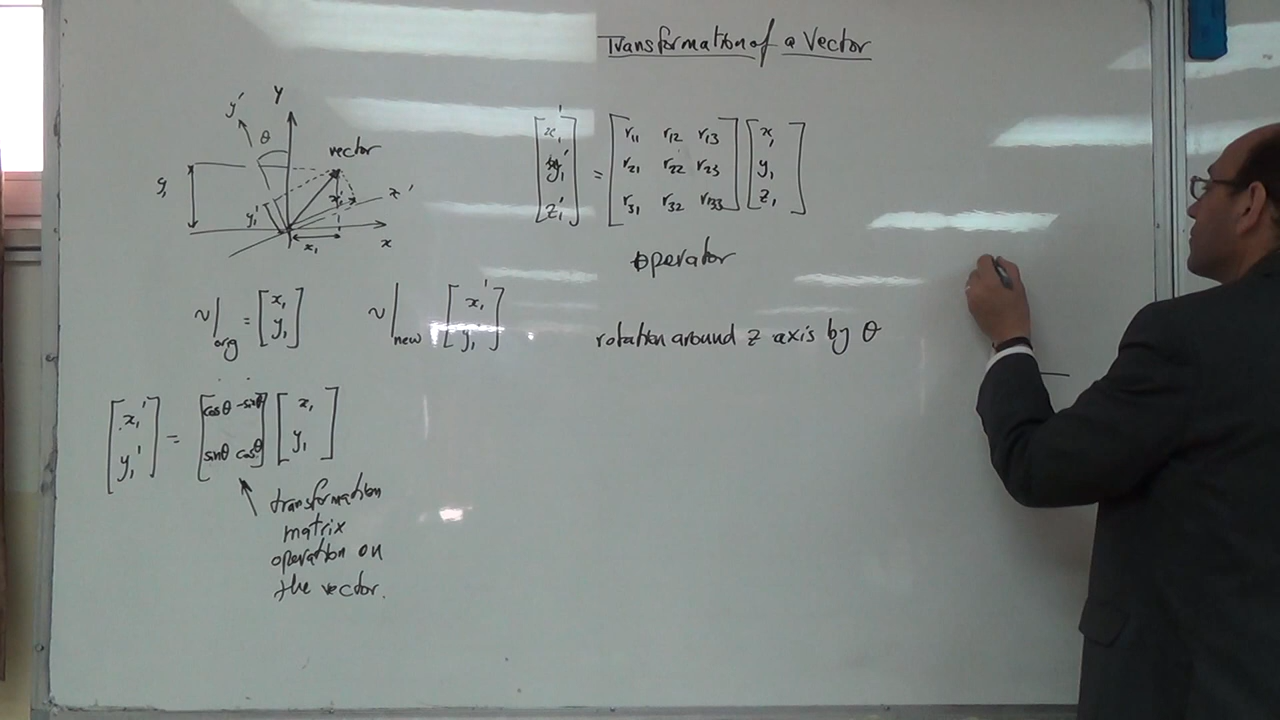 Transformation of a Vector
y'
Y
θ
vector
y₁
y₁'
x'
x₁
x
[x₁' y₁' z₁'] = [r₁₁ r₁₂ r₁₃
r₂₁ r₂₂ r₂₃
r₃₁ r₃₂ r₁33] [x₁ y₁ z₁]
operator
v|org = [x₁ y₁]
v|new [x₁' y₁]
rotation around z axis by θ
[x₁' y₁'] = [cosθ -sinθ
sinθ cosθ] [x₁ y₁]
transformation
matrix
operation on
the vector.